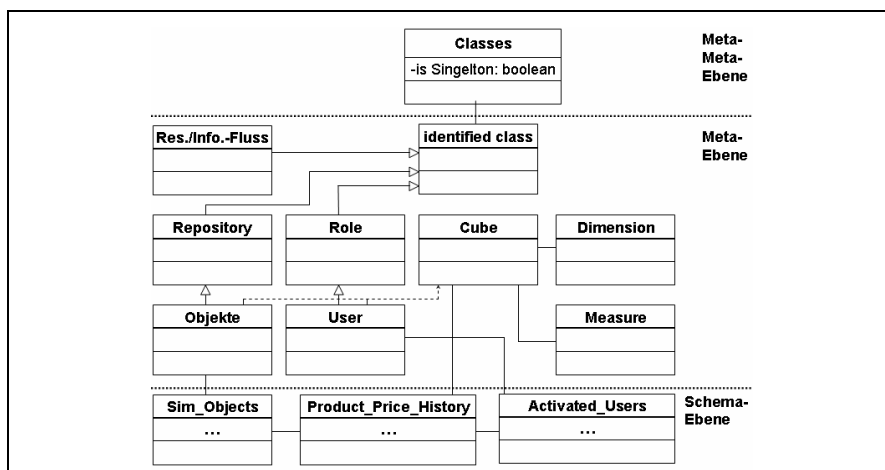 Classes
-is Singelton: boolean
Meta-
Meta-
Ebene
Res./Info.-Fluss
identified class
Meta-
Ebene
Repository
Role
Cube
Dimension
Objekte
User
Measure
Sim_Objects
Product_Price_History
Activated_Users
Schema-
Ebene
...
...
...